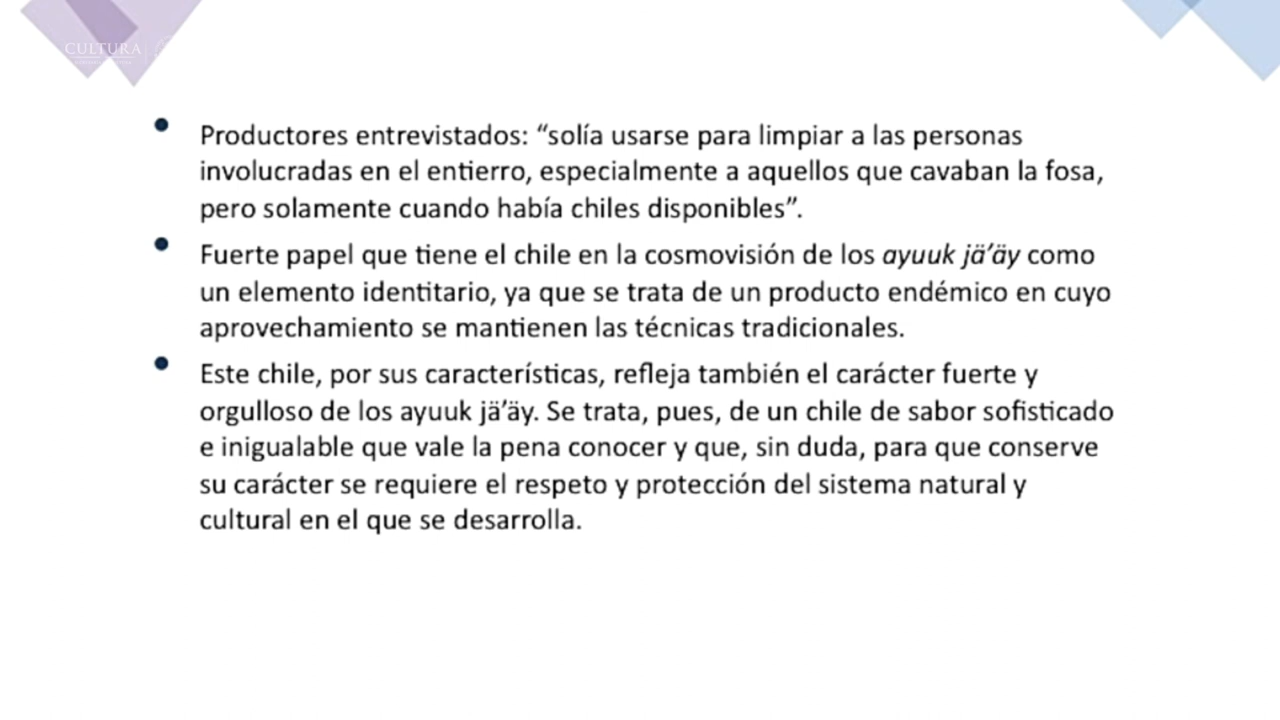 CULTURA
Productores entrevistados: “solía usarse para limpiar a las personas
involucradas en el entierro, especialmente a aquellos que cavaban la fosa,
pero solamente cuando había chiles disponibles”.
Fuerte papel que tiene el chile en la cosmovisión de los ayuuk jä’äy como
un elemento identitario, ya que se trata de un producto endémico en cuyo
aprovechamiento se mantienen las técnicas tradicionales.
Este chile, por sus características, refleja también el carácter fuerte y
orgulloso de los ayuuk jä’äy. Se trata, pues, de un chile de sabor sofisticado
e inigualable que vale la pena conocer y que, sin duda, para que conserve
su carácter se requiere el respeto y protección del sistema natural y
cultural en el que se desarrolla.